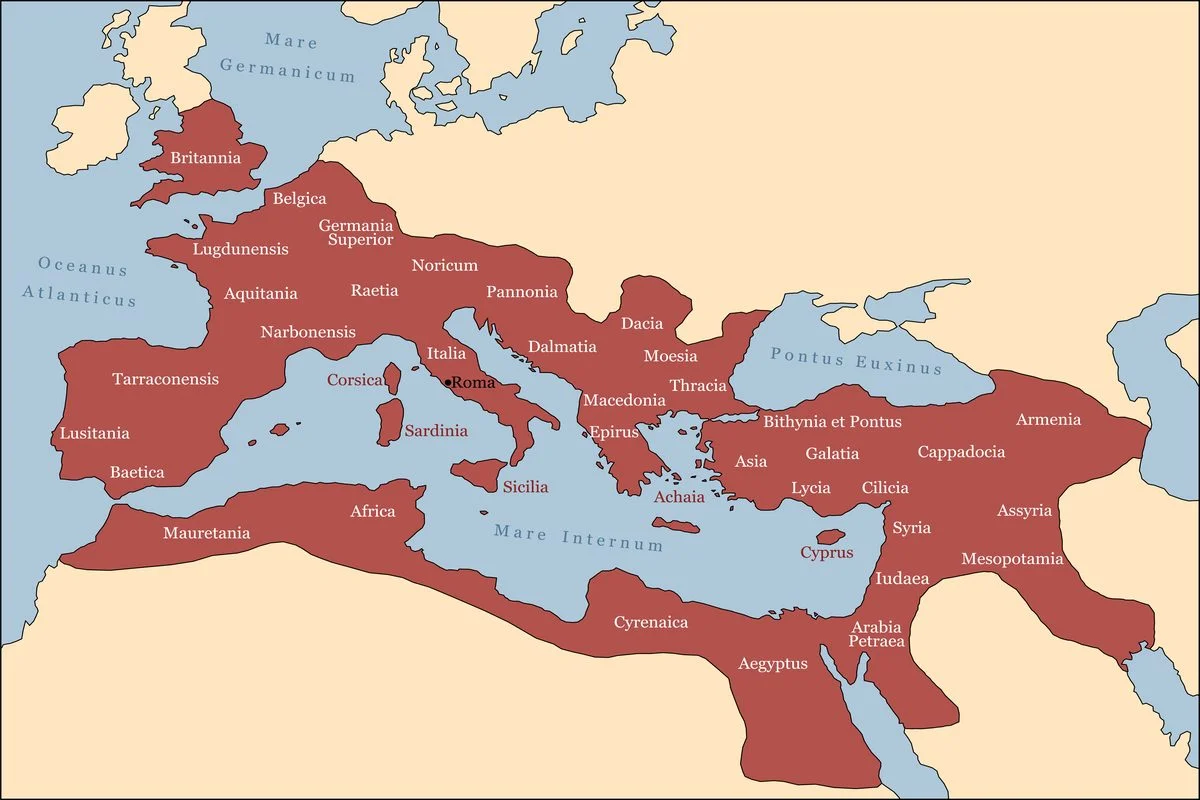 Mare
Germanicum
Britannia
Belgica
Germania
Superior
Lugdunensis
Oceanus
Atlanticus
Noricum
Aquitania
Raetia
Pannonia
Narbonensis
Dacia
Italia
Dalmatia
Moesia
Pontus Euxinus
Tarraconensis
Corsica
Roma
Thracia
Macedonia
Lusitania
Sardinia
Epirus
Bithynia et Pontus
Armenia
Baetica
Asia
Galatia
Cappadocia
Sicilia
Achaia
Lycia
Cilicia
Mauretania
Africa
Assyria
Mare Internum
Syria
Cyprus
Mesopotamia
Iudaea
Cyrenaica
Arabia
Petraea
Aegyptus